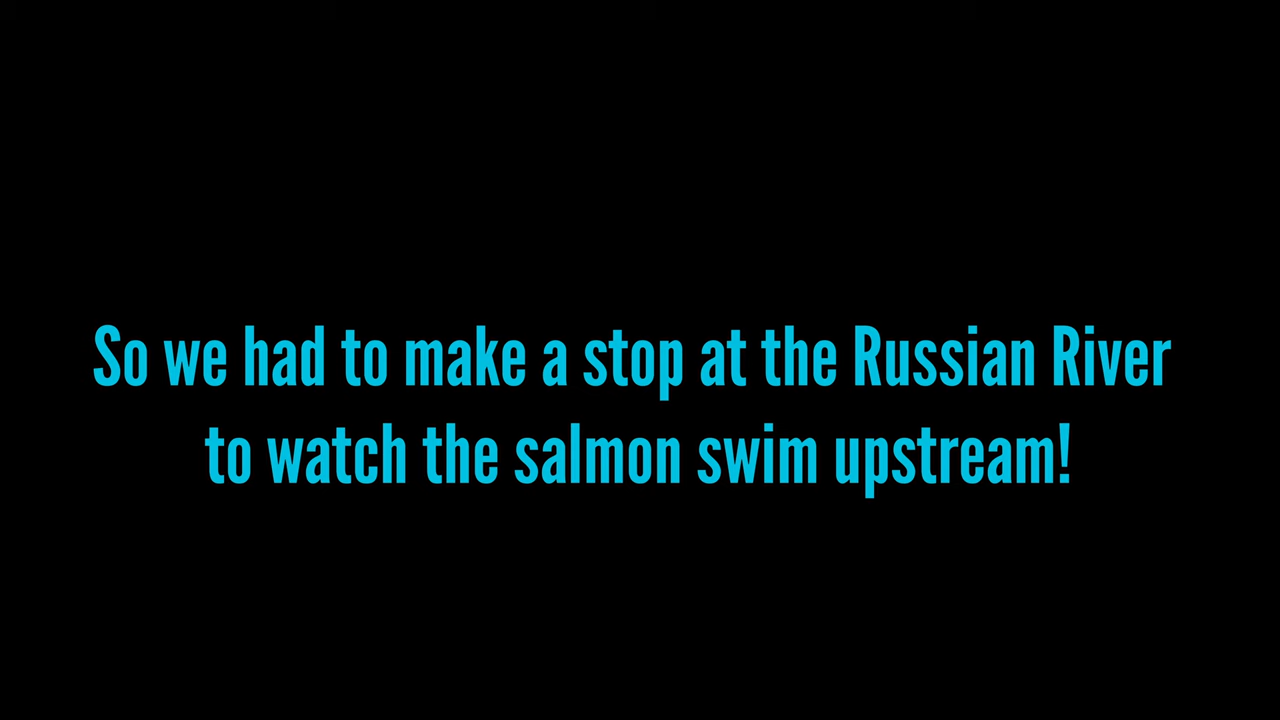 So we had to make a stop at the Russian River
to watch the salmon swim upstream!